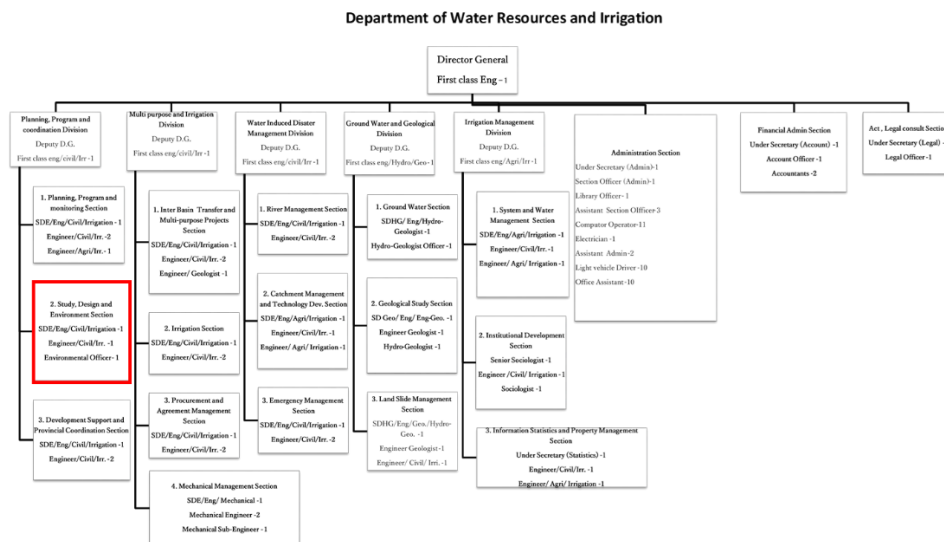 Department of Water Resources and Irrigation
Director General
First class Eng -1
Planning, Program and
coordination Division
Deputy D.G.
First class eng/civil/Irr -1
1. Planning, Program and
monitoring Section
SDE/Eng/Civil/Irrigation -1
Engineer/Civil/Irr. -2
Engineer/Agri/Irr. -1
2. Study, Design and
Environment Section
SDE/Eng/Civil/Irrigation -1
Engineer/Civil/Irr. -1
Environmental Officer- 1
3. Development Support and
Provincial Coordination Section
SDE/Eng/Civil/Irrigation -1
Engineer/Civil/Irr. -2
Multi purpose and Irrigation
Division
Deputy D.G.
First class eng/civil/Irr -1
1. Inter Basin Transfer and
Multi-purpose Projects
Section
SDE/Eng/Civil/Irrigation -1
Engineer/Civil/Irr. -2
Engineer/ Geologist -1
2. Irrigation Section
SDE/Eng/Civil/Irrigation -1
Engineer/Civil/Irr. -2
3. Procurement and
Agreement Management
Section
SDE/Eng/Civil/Irrigation -1
Engineer/Civil/Irr. -2
4. Mechanical Management Section
SDE/Eng/ Mechanical -1
Mechanical Engineer -2
Mechanical Sub-Engineer -1
Water Induced Disater
Management Division
Deputy D.G.
First class eng/civil/Irr -1
1. River Management Section
SDE/Eng/Civil/Irrigation -1
Engineer/Civil/Irr. -2
2. Catchment Management
and Technology Dev. Section
SDE/Eng/Agri/Irrigation -1
Engineer/Civil/Irr. -1
Engineer/ Agri/ Irrigation -1
3. Emergency Management
Section
SDE/Eng/Civil/Irrigation -1
Engineer/Civil/Irr. -2
Ground Water and Geological
Division
Deputy D.G.
First class eng/Hydro/Geo -1
1. Ground Water Section
SDHG/ Eng/Hydro-
Geologist -1
Hydro-Geologist Officer -1
2. Geological Study Section
SD Geo/ Eng/ Eng-Geo. -1
Engineer Geologist -1
Hydro-Geologist -1
3. Land Slide Management
Section
SDHG/Eng/Geo./Hydro-
Geo. -1
Engineer Geologist -1
Engineer/ Civil/ Irri. -1
Irrigation Management
Division
Deputy D.G.
First class eng/Agri/Irr -1
1. System and Water
Management Section
SDE/Eng/Agri/Irrigation -1
Engineer/Civil/Irr. -1
Engineer/ Agri/ Irrigation -1
2. Institutional Development
Section
Senior Sociologist -1
Engineer /Civil/ Irrigation -1
Sociologist -1
3. Information Statistics and Property Management
Section
Under Secretary (Statistics) -1
Engineer/Civil/Irr. -1
Engineer/ Agri/ Irrigation -1
Administration Section
Under Secretary (Admin)-1
Section Officer (Admin)-1
Library Officer -1
Assistant Section Offiicer-3
Computor Operator-11
Electrician -1
Assistant Admin-2
Light vehicle Driver -10
Office Assistant -10
Financial Admin Section
Under Secretary (Account) -1
Account Officer -1
Accountants -2
Act , Legal consult Section
Under Secretary (Legal) -
Legal Officer -1